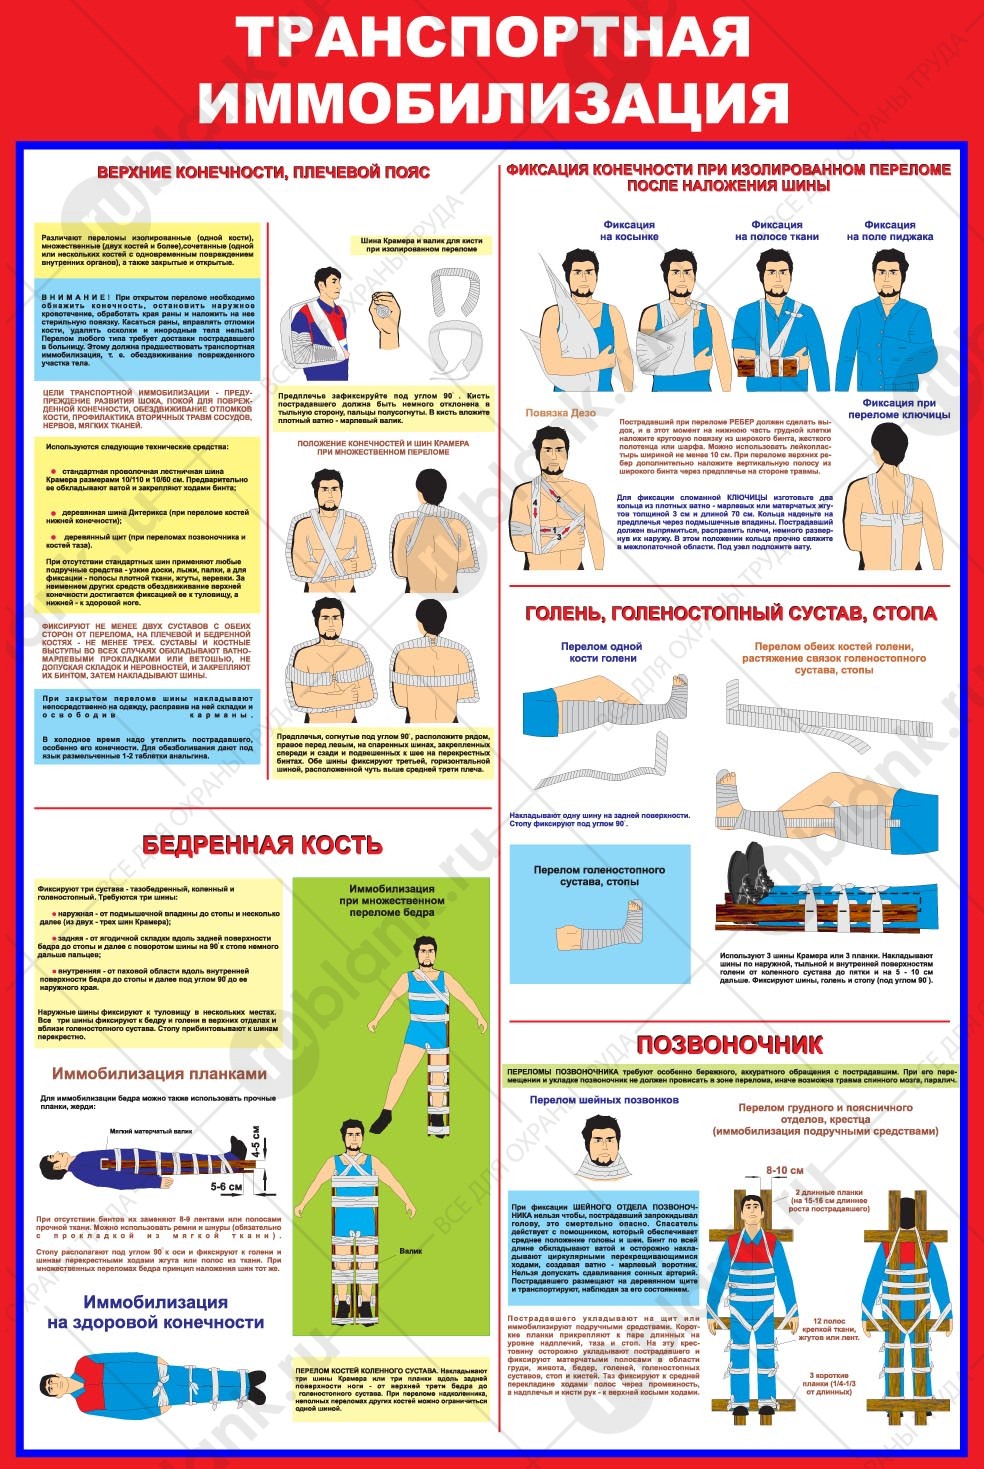 ТРАНСПОРТНАЯ
ИММОБИЛИЗАЦИЯ
ВЕРХНИЕ КОНЕЧНОСТИ, ПЛЕЧЕВОЙ ПОЯС
Различают переломы изолированные (одной кости),
множественные (двух костей и более),сочетанные (одной
или нескольких костей с одновременным повреждением
внутренних органов), а также закрытые и открытые.
ВНИМАНИЕ! При открытом переломе необходимо
обнажить конечность, остановить наружное
кровотечение, обработать края раны и наложить на нее
стерильную повязку. Касаться раны, вправлять отломки
кости, удалять осколки и инородные тела нельзя!
Перелом любого типа требует доставки пострадавшего
в больницу. Этому должна предшествовать транспортная
иммобилизация, т. е. обездвиживание поврежденного
участка тела.
ЦЕЛИ ТРАНСПОРТНОЙ ИММОБИЛИЗАЦИИ - ПРЕДУ-
ПРЕЖДЕНИЕ РАЗВИТИЯ ШОКА, ПОКОЙ ДЛЯ ПОВРЕЖ-
ДЕННОЙ КОНЕЧНОСТИ, ОБЕЗДВИЖИВАНИЕ ОТЛОМКОВ
КОСТИ, ПРОФИЛАКТИКА ВТОРИЧНЫХ ТРАВМ СОСУДОВ,
НЕРВОВ, МЯГКИХ ТКАНЕЙ.
Используются следующие технические средства:
• стандартная проволочная лестничная шина
Крамера размерами 10/110 и 10/60 см. Предварительно
ее обкладывают ватой и закрепляют ходами бинта;
• деревянная шина Дитерикса (при переломе костей
нижней конечности);
• деревянный щит (при переломах позвоночника и
костей таза).
При отсутствии стандартных шин применяют любые
подручные средства - узкие доски, лыжи, палки, а для
фиксации - полосы плотной ткани, жгуты, веревки. За
неимением других средств обездвиживание верхней
конечности достигается фиксацией ее к туловищу, а
нижней - к здоровой ноге.
ФИКСИРУЮТ НЕ МЕНЕЕ ДВУХ СУСТАВОВ С ОБЕИХ
СТОРОН ОТ ПЕРЕЛОМА, НА ПЛЕЧЕВОЙ И БЕДРЕННОЙ
КОСТЯХ - НЕ МЕНЕЕ ТРЕХ. СУСТАВЫ И КОСТНЫЕ
ВЫСТУПЫ ВО ВСЕХ СЛУЧАЯХ ОБКЛАДЫВАЮТ ВАТНО-
МАРЛЕВЫМИ ПРОКЛАДКАМИ ИЛИ ВЕТОШЬЮ, НЕ
ДОПУСКАЯ СКЛАДОК И НЕРОВНОСТЕЙ, И ЗАКРЕПЛЯЮТ
ИХ БИНТОМ, ЗАТЕМ НАКЛАДЫВАЮТ ШИНЫ.
При закрытом переломе шины накладывают
непосредственно на одежду, расправив на ней складки и
освободив карманы.
В холодное время надо утеплить пострадавшего,
особенно его конечности. Для обезболивания дают под
язык размельченные 1-2 таблетки анальгина.
Шина Крамера и валик для кисти
при изолированном переломе
Предплечье зафиксируйте под углом 90°. Кисть
пострадавшего должна быть немного отклонена в
тыльную сторону, пальцы полусогнуты. В кисть вложите
плотный ватно - марлевый валик.
ПОЛОЖЕНИЕ КОНЕЧНОСТЕЙ И ШИН КРАМЕРА
ПРИ МНОЖЕСТВЕННОМ ПЕРЕЛОМЕ
Предплечья, согнутые под углом 90°, расположите рядом,
правое перед левым, на спаренных шинах, закрепленных
спереди и сзади и подвешенных к шее на перекрестных
бинтах. Обе шины фиксируют третьей, горизонтальной
шиной, расположенной чуть выше средней трети плеча.
ФИКСАЦИЯ КОНЕЧНОСТИ ПРИ ИЗОЛИРОВАННОМ ПЕРЕЛОМЕ
ПОСЛЕ НАЛОЖЕНИЯ ШИНЫ
Фиксация
на косынке
Фиксация
на полосе ткани
Фиксация
на поле пиджака
Повязка Дезо
4
2
1
3
Пострадавший при переломе РЕБЕР должен сделать вы-
дох, и в этот момент на нижнюю часть грудной клетки
наложите круговую повязку из широкого бинта, жесткого
полотенца или шарфа. Можно использовать лейкоплас-
тырь шириной не менее 10 см. При переломе верхних ре-
бер дополнительно наложите вертикальную полосу из
широкого бинта через предплечье на стороне травмы.
Для фиксации сломанной КЛЮЧИЦЫ изготовьте два
кольца из плотных ватно - марлевых или матерчатых жгу-
тов толщиной 3 см и длиной 70 см. Кольца наденьте на
предплечья через подмышечные впадины. Пострадавший
должен выпрямиться, расправить плечи, немного развер-
нув их наружу. В этом положении кольца прочно свяжите
в межлопаточной области. Под узел подложите вату.
Фиксация при
переломе ключицы
ГОЛЕНЬ, ГОЛЕНОСТОПНЫЙ СУСТАВ, СТОПА
Перелом одной
кости голени
Накладывают одну шину на задней поверхности.
Стопу фиксируют под углом 90°.
Перелом голеностопного
сустава, стопы
Перелом обеих костей голени,
растяжение связок голеностопного
сустава, стопы
Используют 3 шины Крамера или 3 планки. Накладывают
шины по наружной, тыльной и внутренней поверхностям
голени от коленного сустава до пятки и на 5 - 10 см
дальше. Фиксируют шины, голень и стопу (под углом 90°).
БЕДРЕННАЯ КОСТЬ
Фиксируют три сустава - тазобедренный, коленный и
голеностопный. Требуются три шины:
• наружная - от подмышечной впадины до стопы и несколько
далее (из двух - трех шин Крамера);
• задняя - от ягодичной складки вдоль задней поверхности
бедра до стопы и далее с поворотом шины на 90° к стопе немного
дальше пальцев;
• внутренняя - от паховой области вдоль внутренней
поверхности бедра до стопы и далее под углом 90° до ее
наружного края.
Наружные шины фиксируют к туловищу в нескольких местах.
Все три шины фиксируют к бедру и голени в верхних отделах и
вблизи голеностопного сустава. Стопу прибинтовывают к шинам
перекрестно.
Иммобилизация планками
Для иммобилизации бедра можно также использовать прочные
планки, жерди:
Мягкий матерчатый валик
4-5 см
5-6 см
При отсутствии бинтов их заменяют 8-9 лентами или полосами
прочной ткани. Можно использовать ремни и шнуры (обязательно
с прокладкой из мягкой ткани).
Стопу располагают под углом 90° к оси и фиксируют к голени и
шинам перекрестными ходами жгута или полос из ткани. При
множественных переломах бедра принцип наложения шин тот же.
Иммобилизация
на здоровой конечности
Иммобилизация
при множественном
переломе бедра
Валик
ПЕРЕЛОМ КОСТЕЙ КОЛЕННОГО СУСТАВА. Накладывают
три шины Крамера или три планки вдоль задней
поверхности ноги - от верхней трети бедра до
голеностопного сустава. При переломе надколенника,
неполных переломах других костей можно ограничиться
одной шиной.
ПОЗВОНОЧНИК
ПЕРЕЛОМЫ ПОЗВОНОЧНИКА требуют особенно бережного, аккуратного обращения с пострадавшим. При его пере-
мещении и укладке позвоночник не должен провисать в зоне перелома, иначе возможна травма спинного мозга, паралич.
Перелом шейных позвонков
При фиксации ШЕЙНОГО ОТДЕЛА ПОЗВОНОЧ-
НИКА нельзя чтобы, пострадавший запрокидывал
голову, это смертельно опасно. Спасатель
действует с помощником, который обеспечивает
среднее положение головы и шеи. Бинт по всей
длине обкладывают ватой и осторожно накла-
дывают циркулярными перекрещивающимися
ходами, создавая ватно - марлевый воротник.
Нельзя допускать сдавливания сонных артерий.
Пострадавшего размещают на деревянном щите
и транспортируют, наблюдая за его состоянием.
Пострадавшего укладывают на щит или
иммобилизируют подручными средствами. Корот-
кие планки прикрепляют к паре длинных на
уровне надплечий, таза и стоп. На эту крес-
товину осторожно укладывают пострадавшего и
фиксируют матерчатыми полосами в области
груди, живота, бедер, голеней, голеностопных
суставов, стоп и кистей. Таз фиксируют к средней
перекладине ходами полос через промежность,
а надплечья и кисти рук - к верхней косыми ходами.
Перелом грудного и поясничного
отделов, крестца
(иммобилизация подручными средствами)
8-10 см
2 длинные планки
(на 15-16 см длиннее
роста пострадавшего)
12 полос
крепкой ткани,
жгутов или лент.
3 короткие
планки (1/4-1/3
от длинных)